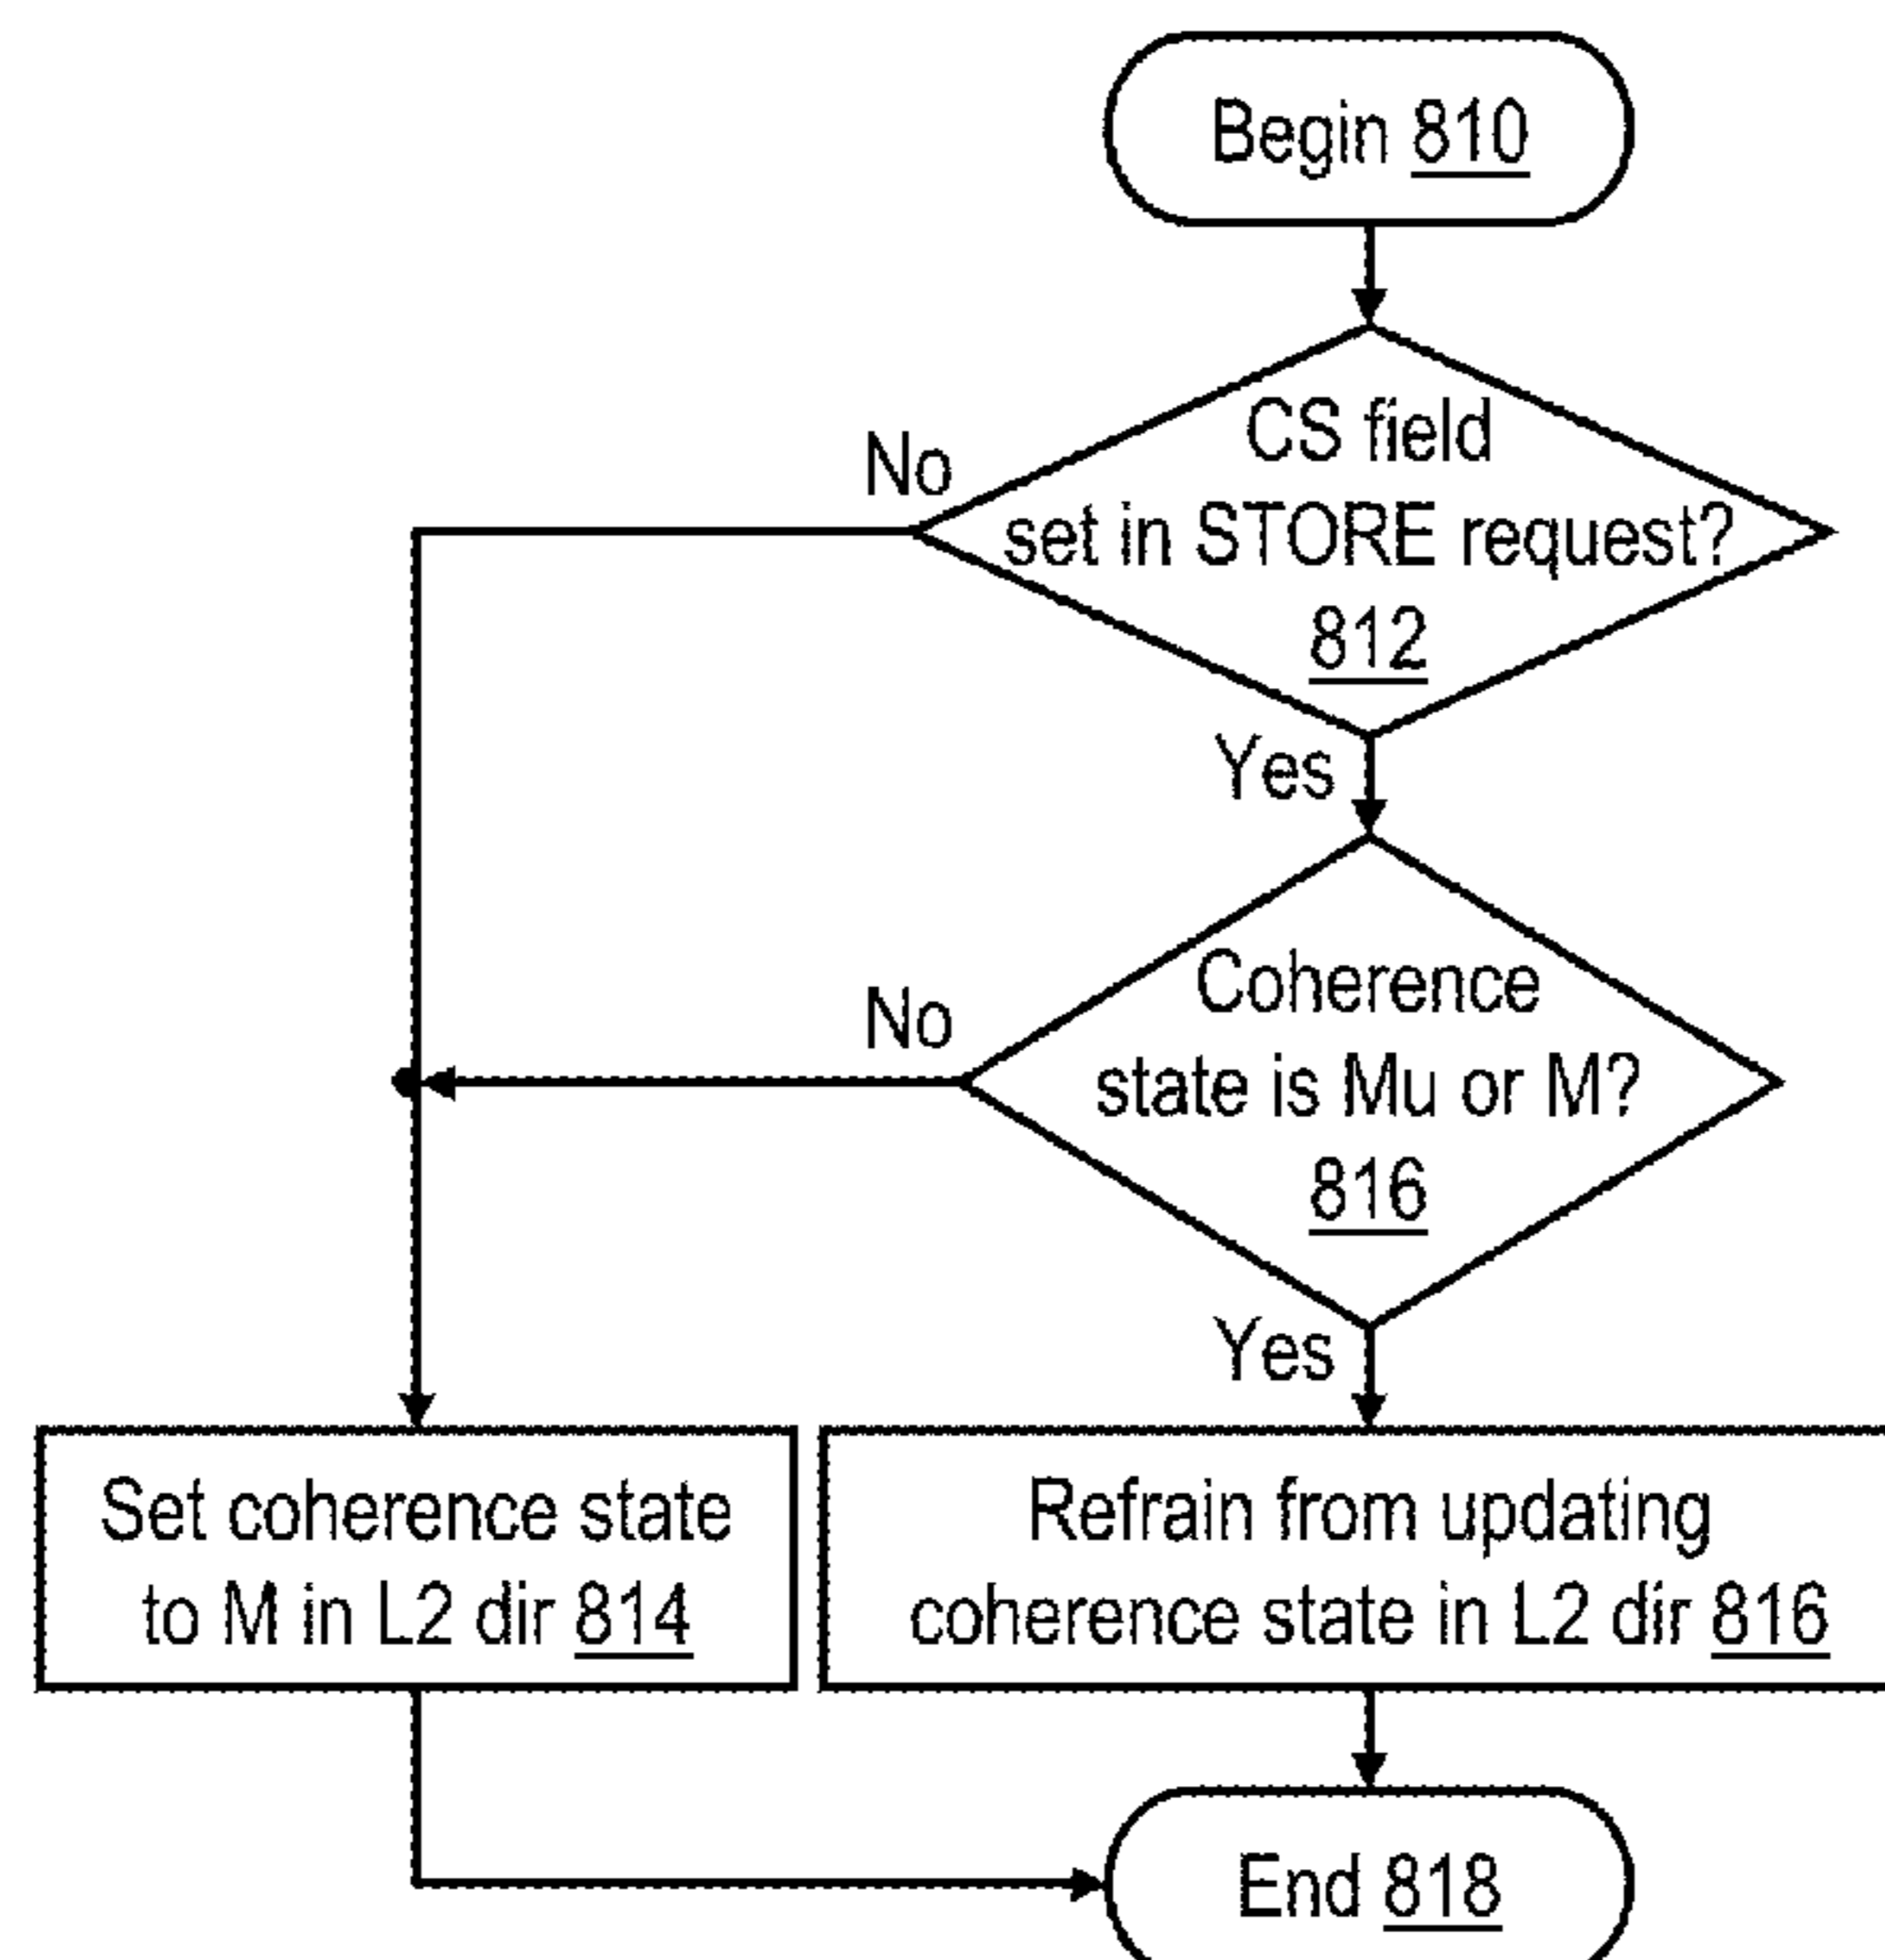 Begin 810
CS field
No
set in STORE request?
812
Yes
Coherence
No
state is Mu or M?
816
Yes
Set coherence state
to M in L2 dir 814
Refrain from updating
coherence state in L2 dir 816
End 818